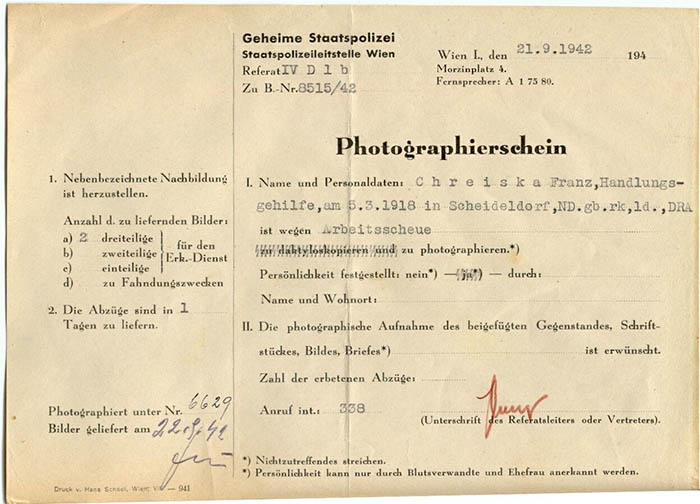 Geheime Staatspolizei
Staatspolizeileitstelle Wien
Referat IV D 1 b
Zu B.-Nr. 8515/42
Wien I., den 21.9.1942 194
Morzinplatz 4.
Fernsprecher: A 1 75 80.
Photographierschein
1. Nebenbezeichnete Nachbildung
ist herzustellen.
Anzahl d. zu liefernden Bilder:
a) 2 dreiteilige
b) zweiteilige
c) einteilige
für den
Erk.-Dienst
d) zu Fahndungszwecken
2. Die Abzüge sind in 1
Tagen zu liefern.
Photographiert unter Nr. 6629
Bilder geliefert am 22.9.42
I. Name und Personaldaten: Chreiska Franz,Handlungs-
gehilfe,am 5.3.1918 in Scheideldorf,ND.gb.rk,ld.,DRA
ist wegen Arbeitsscheue
zu daktyloskopieren und zu photographieren.*)
Persönlichkeit festgestellt: nein*) — ja*) — durch:
Name und Wohnort:
II. Die photographische Aufnahme des beigefügten Gegenstandes, Schrift-
stückes, Bildes, Briefes*) ist erwünscht.
Zahl der erbetenen Abzüge:
Anruf int.: 338
(Unterschrift des Referatsleiters oder Vertreters).
*) Nichtzutreffendes streichen.
*) Persönlichkeit kann nur durch Blutsverwandte und Ehefrau anerkannt werden.
Druck v. Hans Scheel, Wien — 941